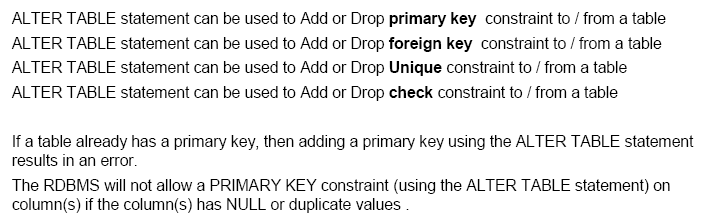 ALTER TABLE statement can be used to Add or Drop primary key constraint to / from a table
ALTER TABLE statement can be used to Add or Drop foreign key constraint to / from a table
ALTER TABLE statement can be used to Add or Drop Unique constraint to / from a table
ALTER TABLE statement can be used to Add or Drop check constraint to / from a table
If a table already has a primary key, then adding a primary key using the ALTER TABLE statement
results in an error.
The RDBMS will not allow a PRIMARY KEY constraint (using the ALTER TABLE statement) on
column(s) if the column(s) has NULL or duplicate values .